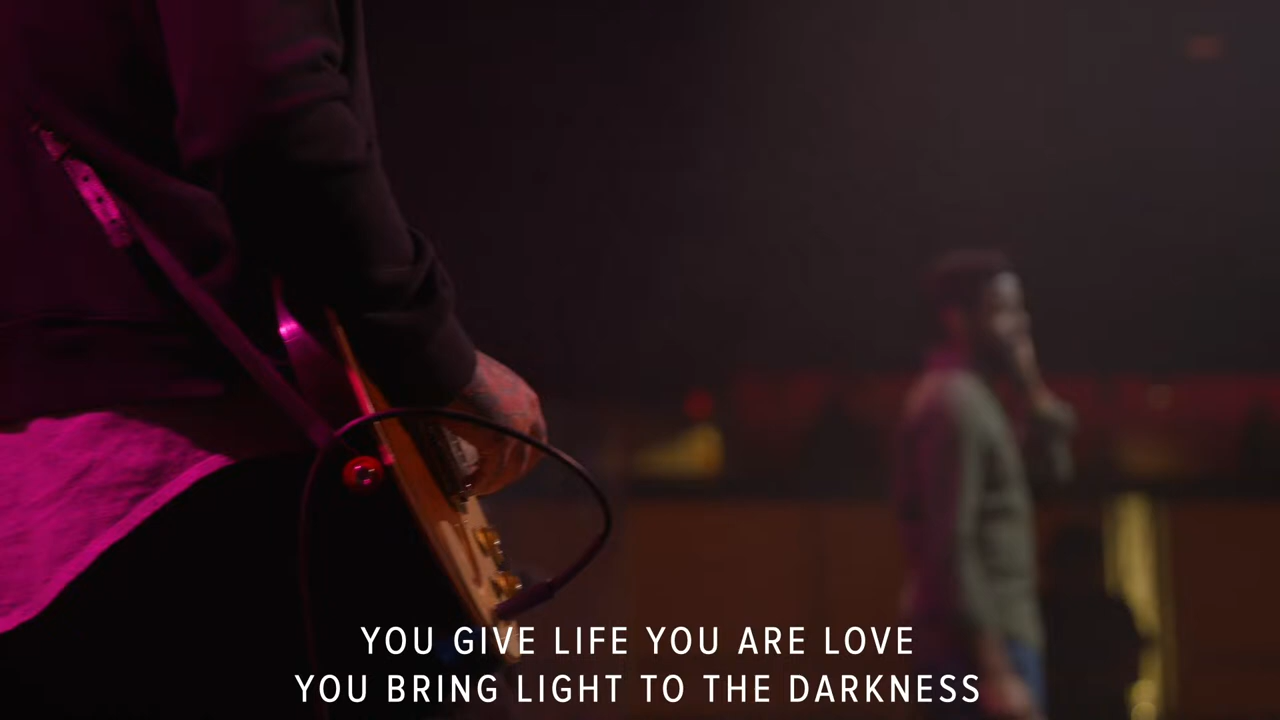 YOU GIVE LIFE YOU ARE LOVE
YOU BRING LIGHT TO THE DARKNESS